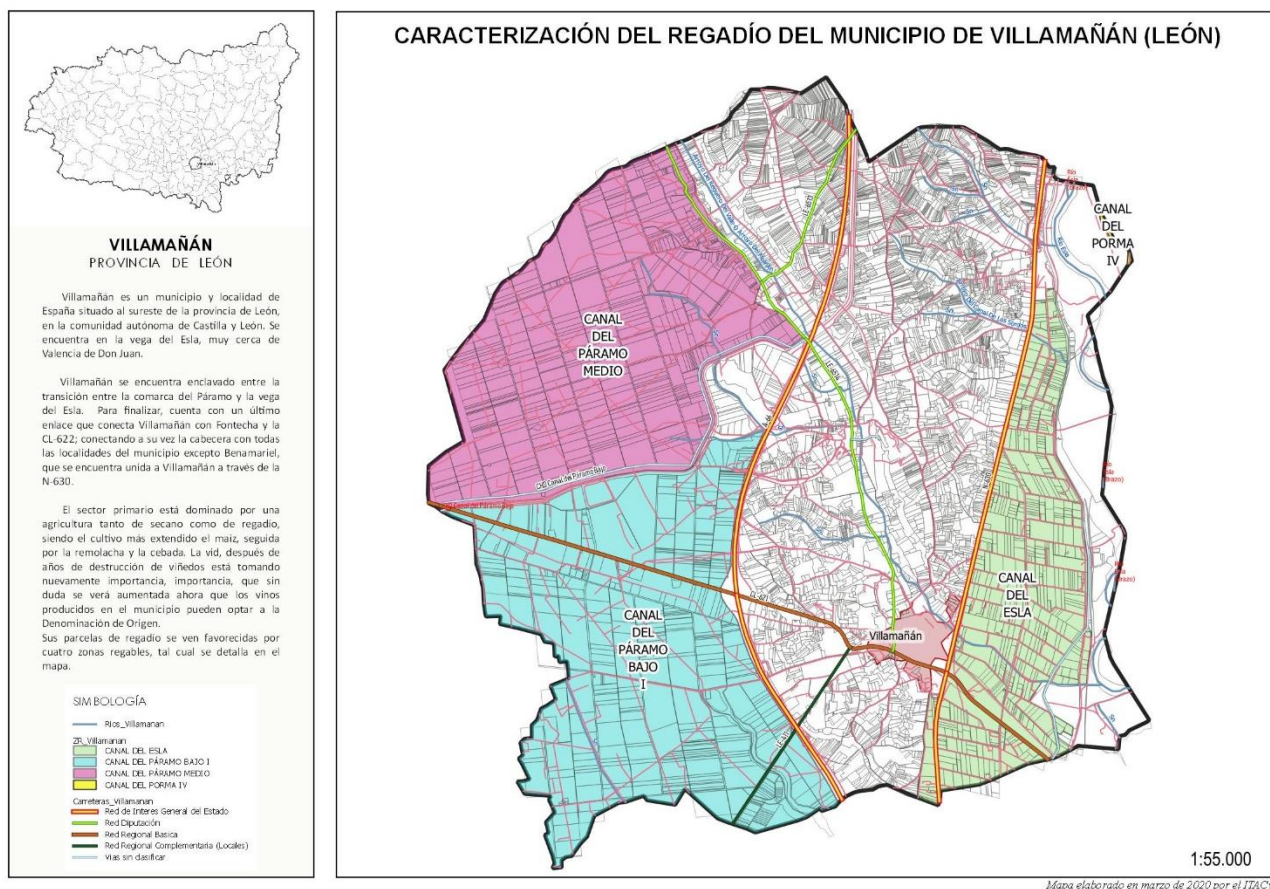 CARACTERIZACIÓN DEL REGADÍO DEL MUNICIPIO DE VILLAMAÑÁN (LEÓN)
VILLAMAÑÁN
PROVINCIA DE LEÓN
Villamañán es un municipio y localidad de
España situado al sureste de la provincia de León,
en la comunidad autónoma de Castilla y León. Se
encuentra en la vega del Esla, muy cerca de
Valencia de Don Juan.
Villamañán se encuentra enclavado entre la
transición entre la comarca del Páramo y la vega
del Esla. Para finalizar, cuenta con un último
enlace que conecta Villamañán con Fontecha y la
CL-622; conectando a su vez la cabecera con todas
las localidades del municipio excepto Benamariel,
que se encuentra unida a Villamañán a través de la
N-630.
El sector primario está dominado por una
agricultura tanto de secano como de regadío,
siendo el cultivo más extendido el maíz, seguida
por la remolacha y la cebada. La vid, después de
años de destrucción de viñedos está tomando
nuevamente importancia, importancia, que sin
duda se verá aumentada ahora que los vinos
producidos en el municipio pueden optar a la
Denominación de Origen.
Sus parcelas de regadío se ven favorecidas por
cuatro zonas regables, tal cual se detalla en el
mapa.
SIMBOLOGÍA
Rios_Villamanan
ZR_Villamanan
CANAL DEL ESLA
CANAL DEL PÁRAMO BAJO I
CANAL DEL PÁRAMO MEDIO
CANAL DEL PORMA IV
Carreteras_Villamanan
Red de Interes General del Estado
Red Diputación
Red Regional Basica
Red Regional Complementaria (Locales)
Vias sin clasificar
CANAL
DEL
PORMA
IV
CANAL
DEL
PÁRAMO
MEDIO
CANAL
DEL
PÁRAMO
BAJO
I
CANAL
DEL
ESLA
Villamañán
Río Esla
A-66
N-630
CL-621
CHD Canal del Páramo Bajo
1:55.000
Mapa elaborado en marzo de 2020 por el ITACyL